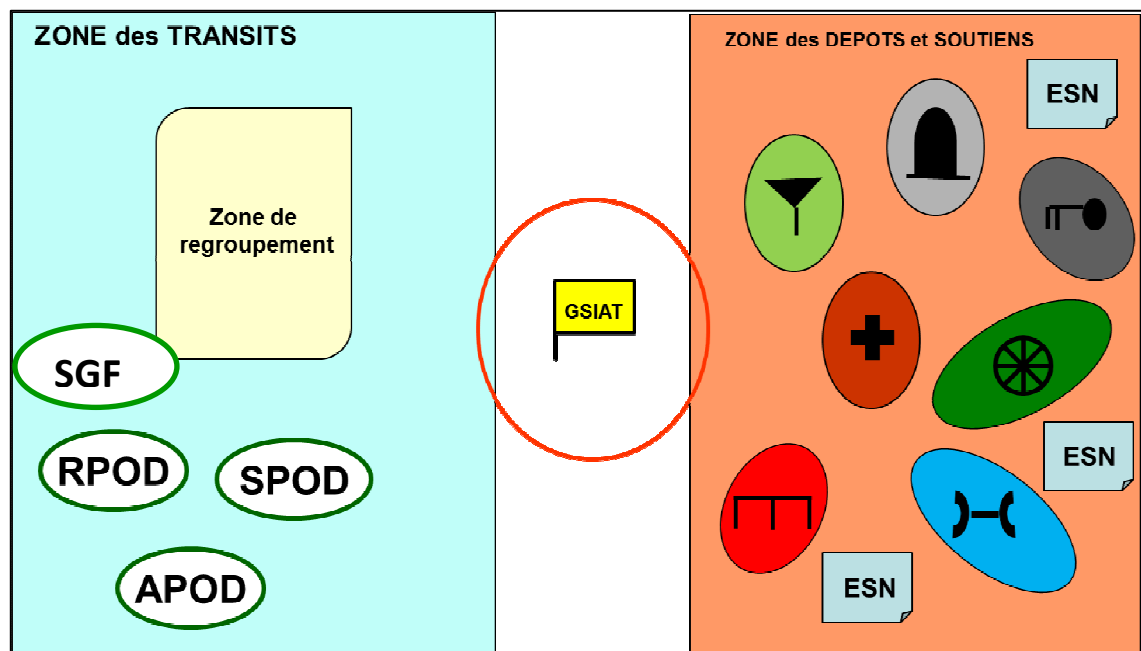 ZONE des TRANSITS
Zone de
regroupement
SGF
RPOD
SPOD
APOD
GSIAT
ZONE des DEPOTS et SOUTIENS
ESN
ESN
ESN